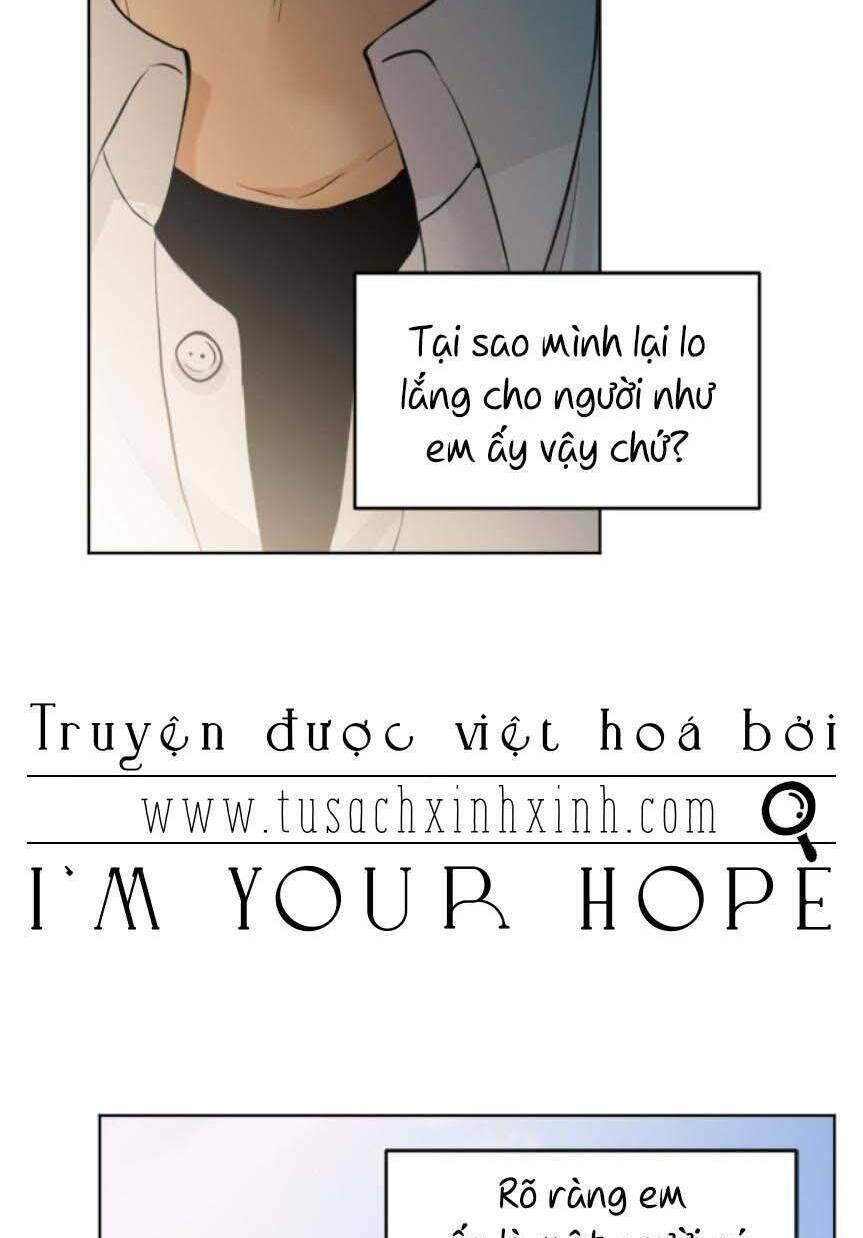 Tại sao mình lại lo
lắng cho người như
em ấy vậy chứ?
Truyện được việt hoá bởi
www.tusachxinhxinh.com
I'M YOUR HOPE
Rõ ràng em